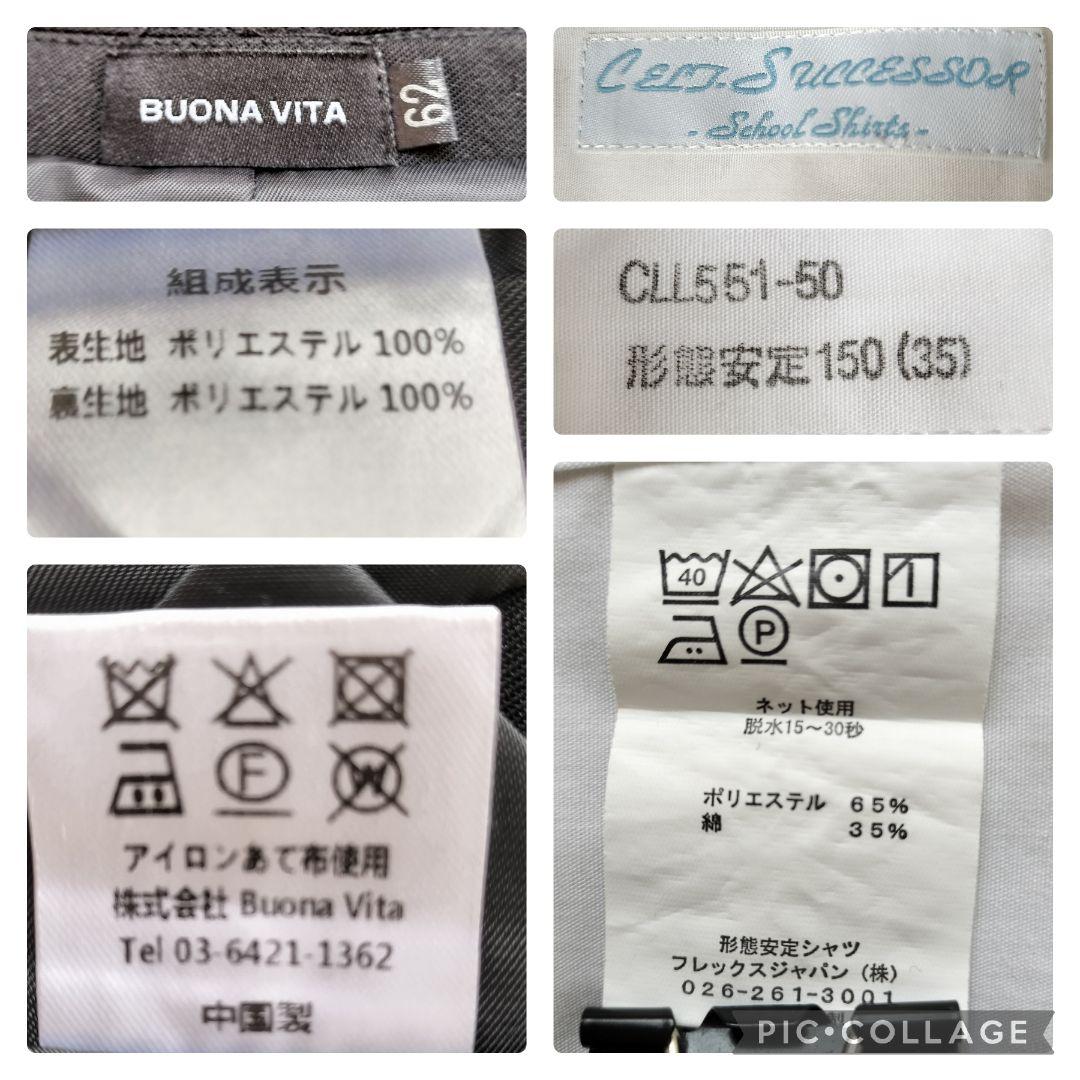 BUONA VITA
62
組成表示
表生地 ポリエステル 100%
裏生地 ポリエステル 100%
F
W
アイロンあて布使用
株式会社 Buona Vita
Tel 03-6421-1362
中国製
CELT.SUCCESSOR
- School Shirts -
CLL551-50
形態安定150(35)
40
P
ネット使用
脱水15～30秒
ポリエステル 65%
綿 35%
形態安定シャツ
フレックスジャパン(株)
026-261-3001
PIC•COLLAGE